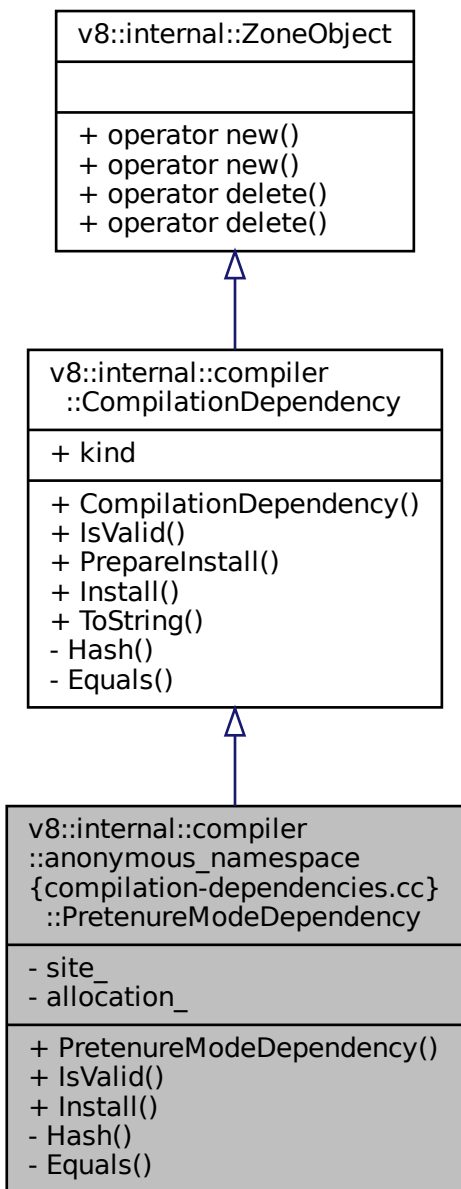 v8::internal::ZoneObject
+ operator new()
+ operator new()
+ operator delete()
+ operator delete()
v8::internal::compiler
::CompilationDependency
+ kind
+ CompilationDependency()
+ IsValid()
+ PrepareInstall()
+ Install()
+ ToString()
- Hash()
- Equals()
v8::internal::compiler
::anonymous_namespace
{compilation-dependencies.cc}
::PretenureModeDependency
- site_
- allocation_
+ PretenureModeDependency()
+ IsValid()
+ Install()
- Hash()
- Equals()